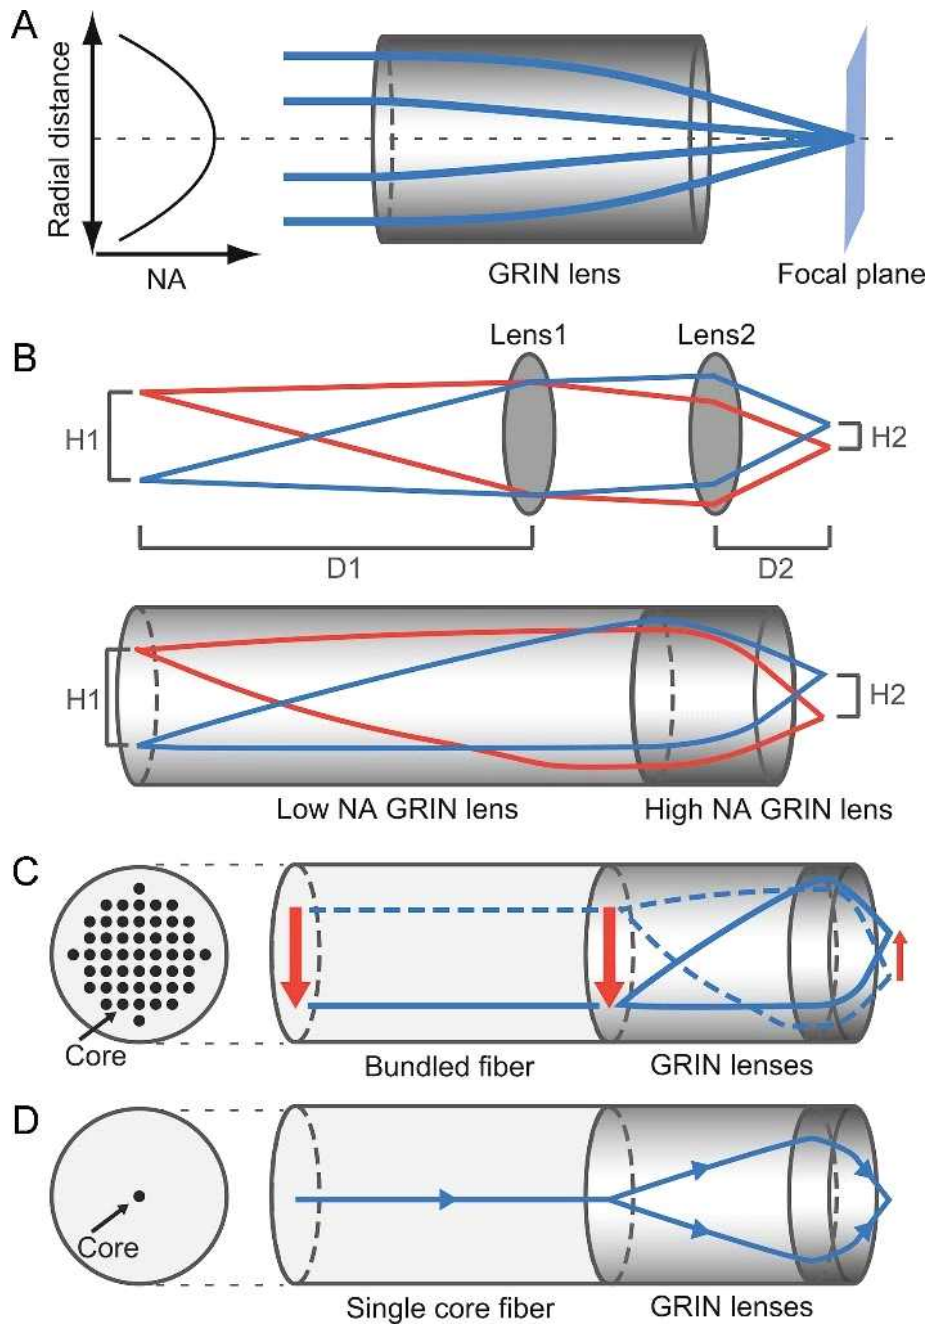 A
Radial distance
NA
GRIN lens
Focal plane
B
Lens1
Lens2
H1
H2
D1
D2
H1
H2
Low NA GRIN lens
High NA GRIN lens
C
Core
Bundled fiber
GRIN lenses
D
Core
Single core fiber
GRIN lenses